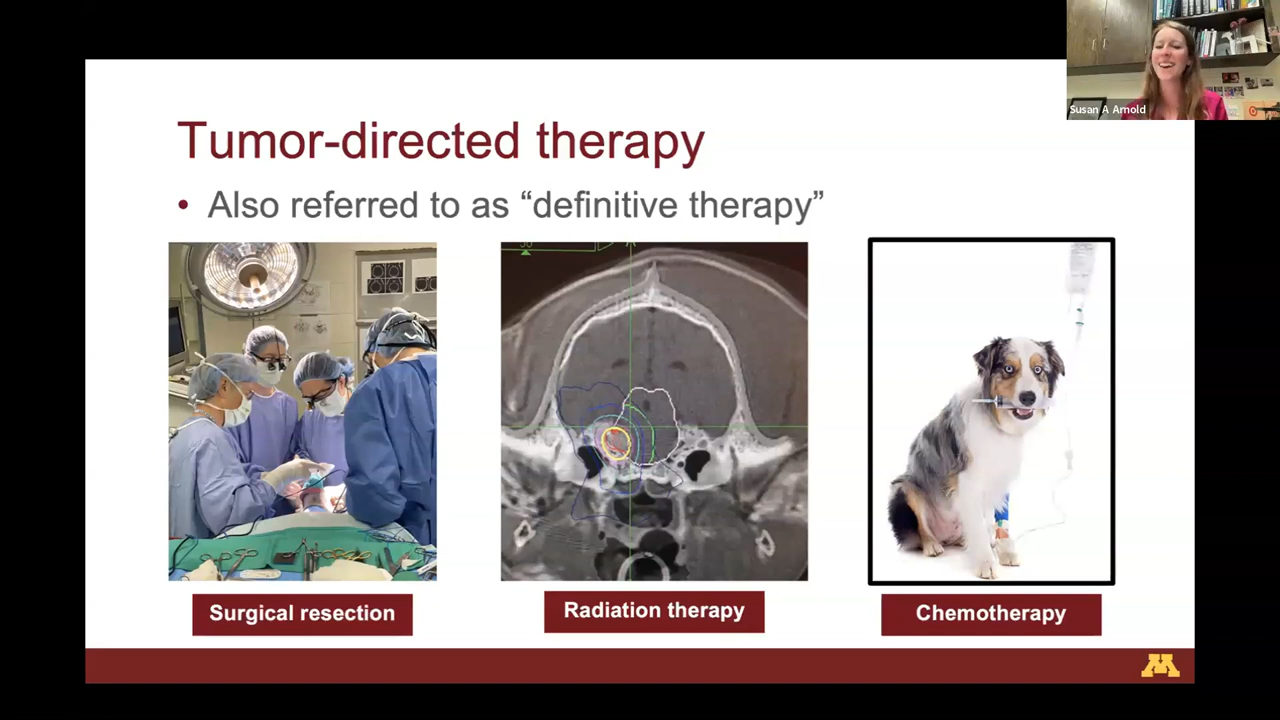 Susan A Arnold
Tumor-directed therapy
• Also referred to as “definitive therapy”
Surgical resection
Radiation therapy
Chemotherapy